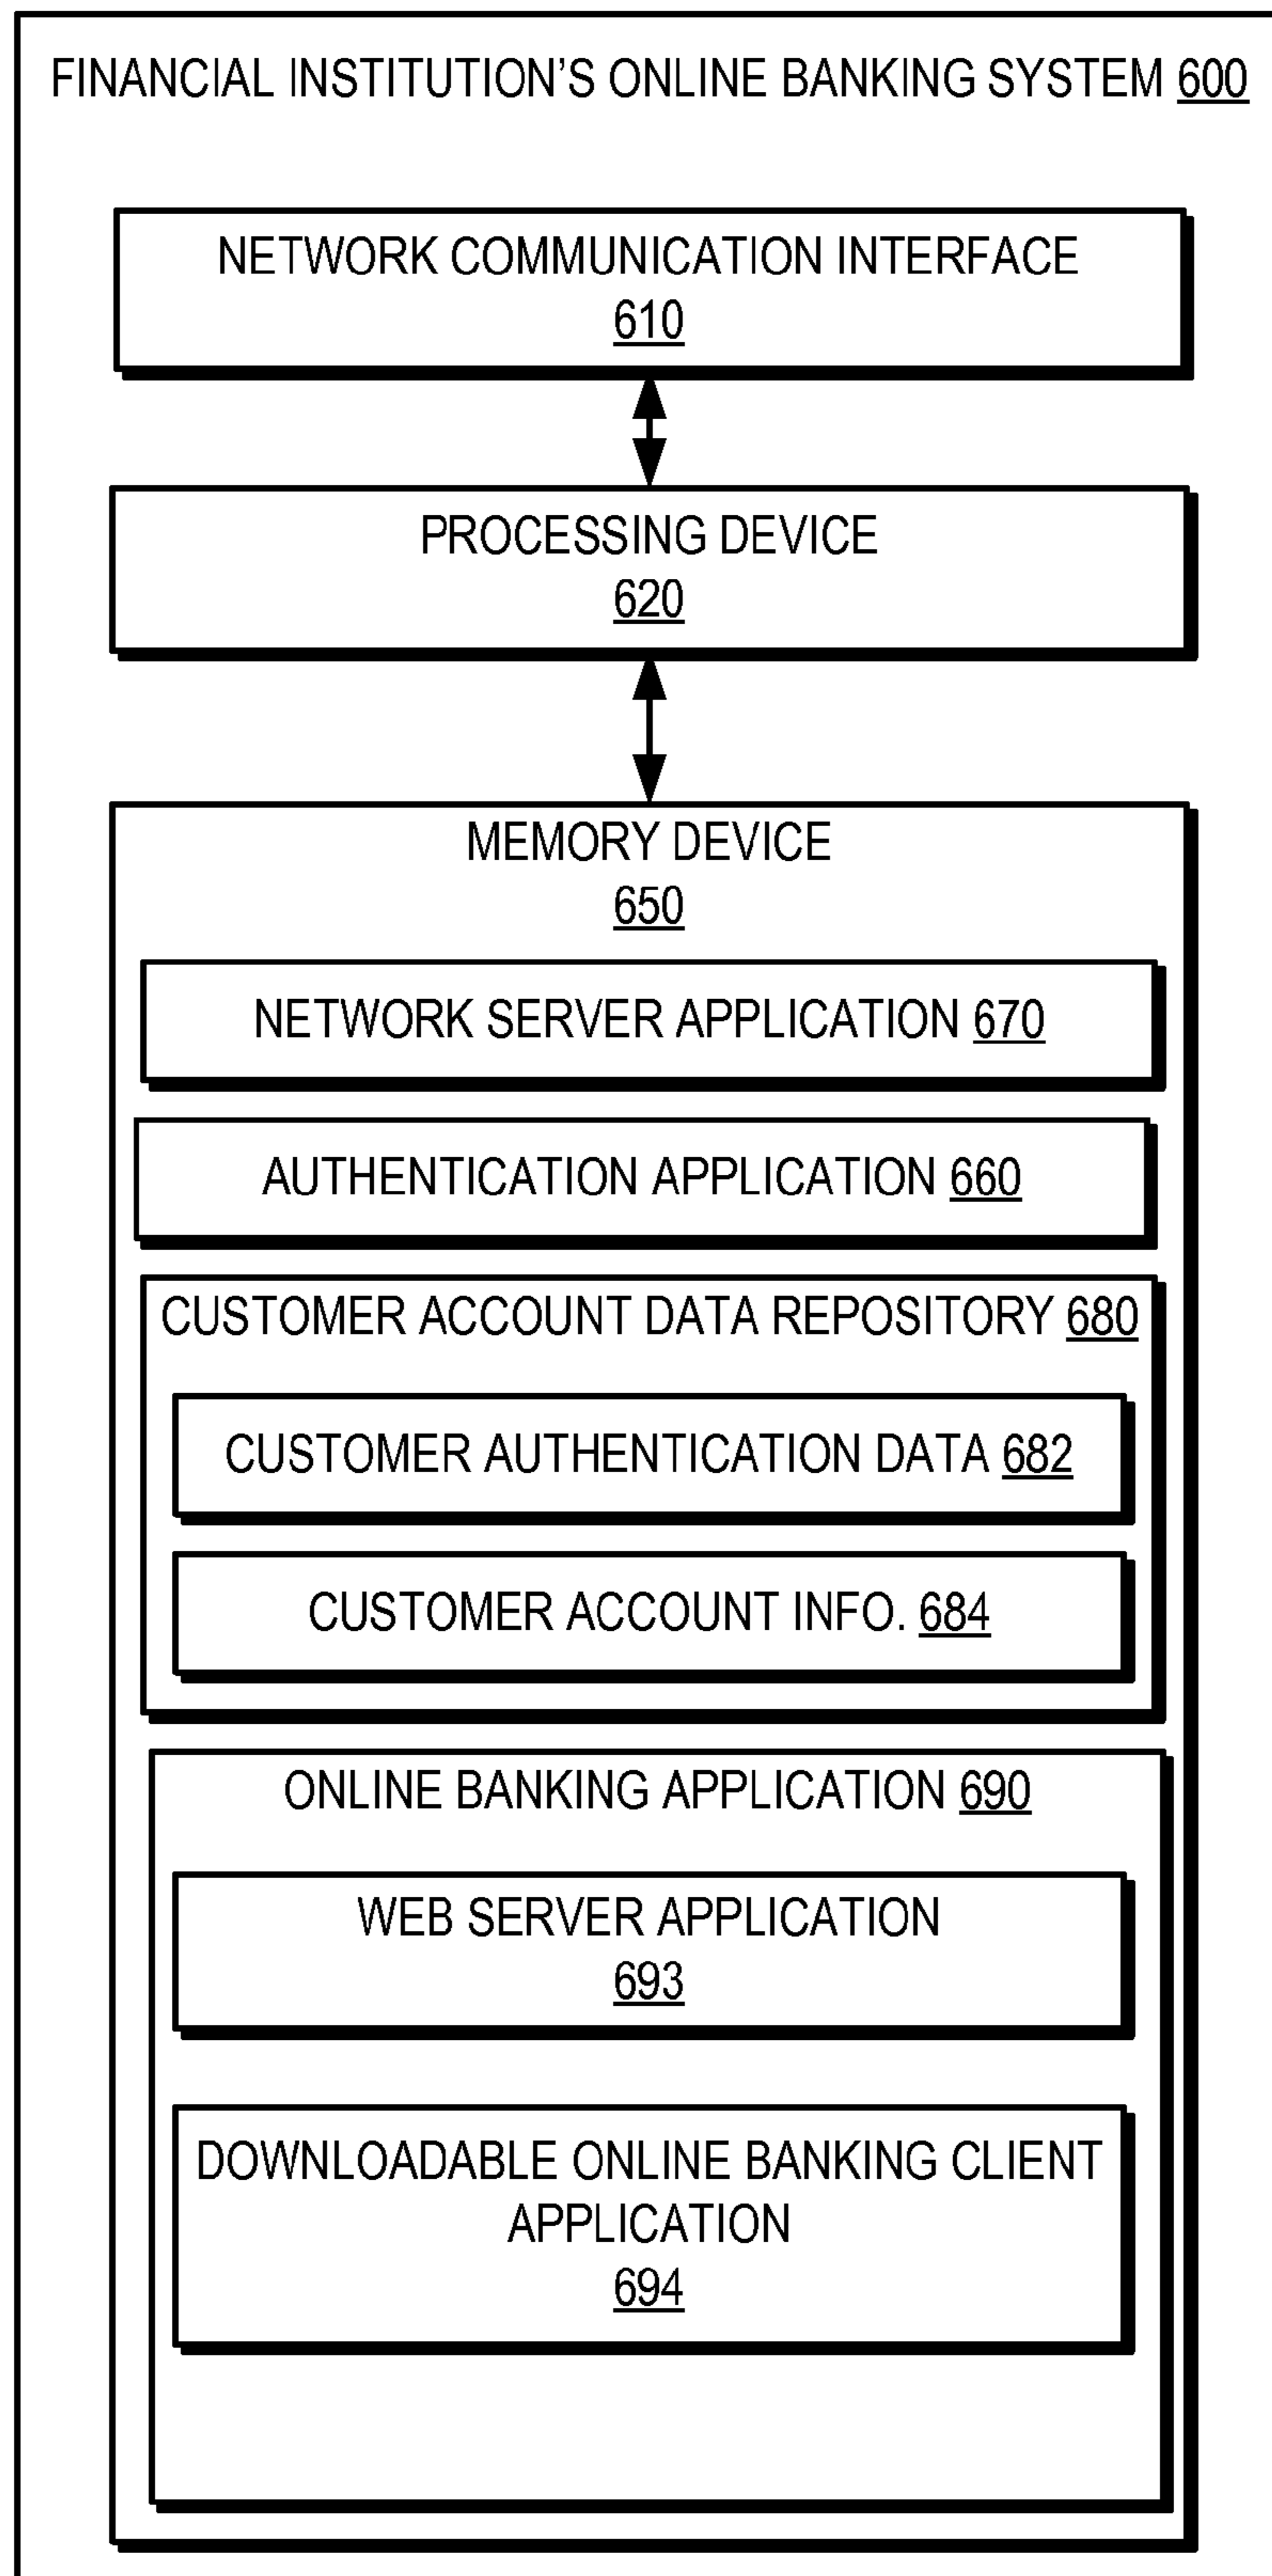 FINANCIAL INSTITUTION'S ONLINE BANKING SYSTEM 600
NETWORK COMMUNICATION INTERFACE
610
PROCESSING DEVICE
620
MEMORY DEVICE
650
NETWORK SERVER APPLICATION 670
AUTHENTICATION APPLICATION 660
CUSTOMER ACCOUNT DATA REPOSITORY 680
CUSTOMER AUTHENTICATION DATA 682
CUSTOMER ACCOUNT INFO. 684
ONLINE BANKING APPLICATION 690
WEB SERVER APPLICATION
693
DOWNLOADABLE ONLINE BANKING CLIENT
APPLICATION
694